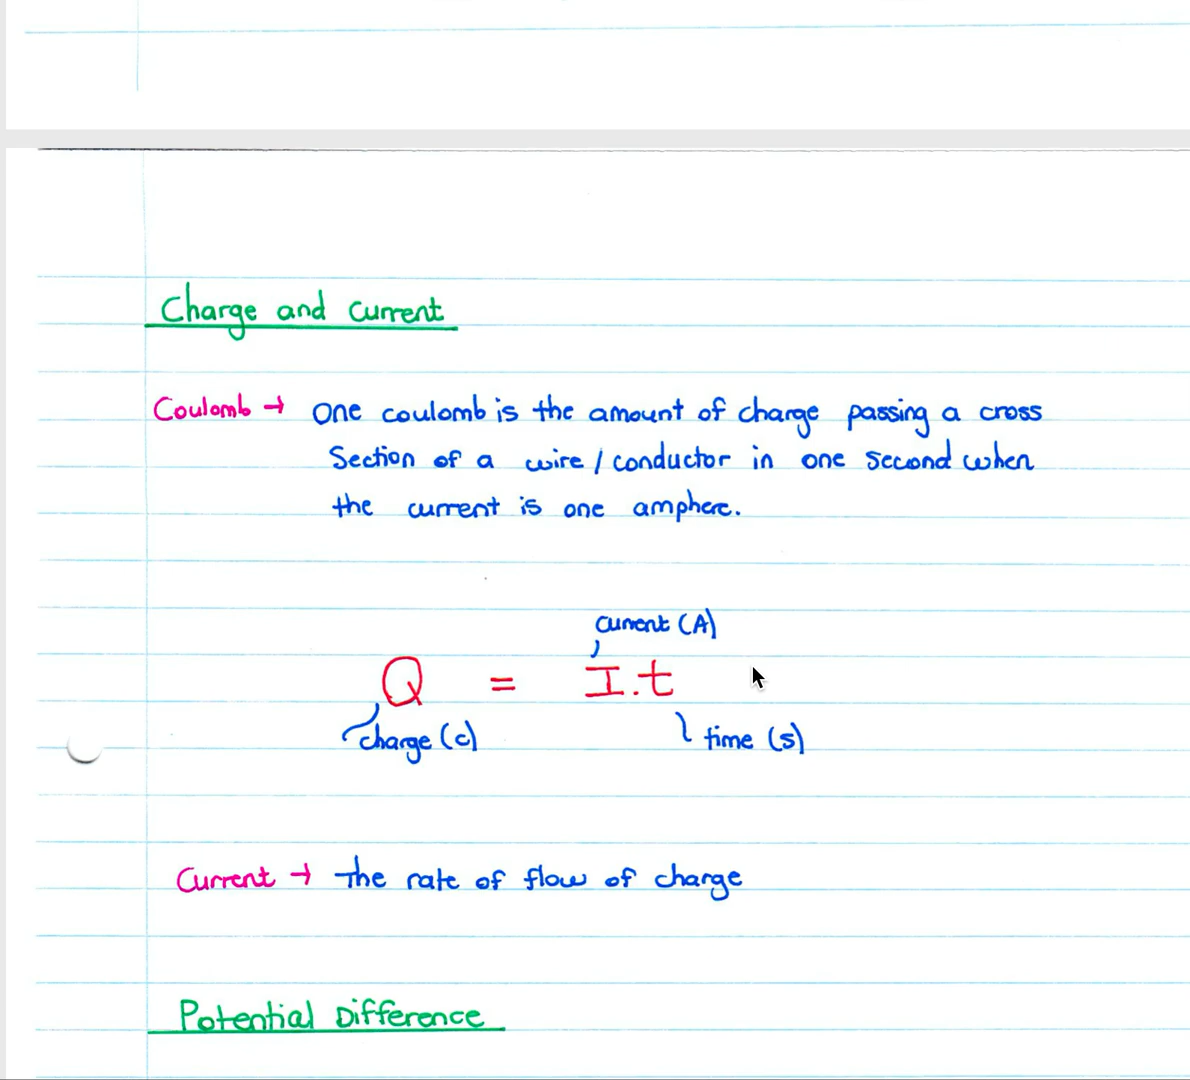 Charge and current
Coulomb → One coulomb is the amount of charge passing a cross
section of a wire / conductor in one second when
the current is one amphere.
current (A)
Q = I.t
charge (c)
time (s)
Current → The rate of flow of charge
Potential Difference